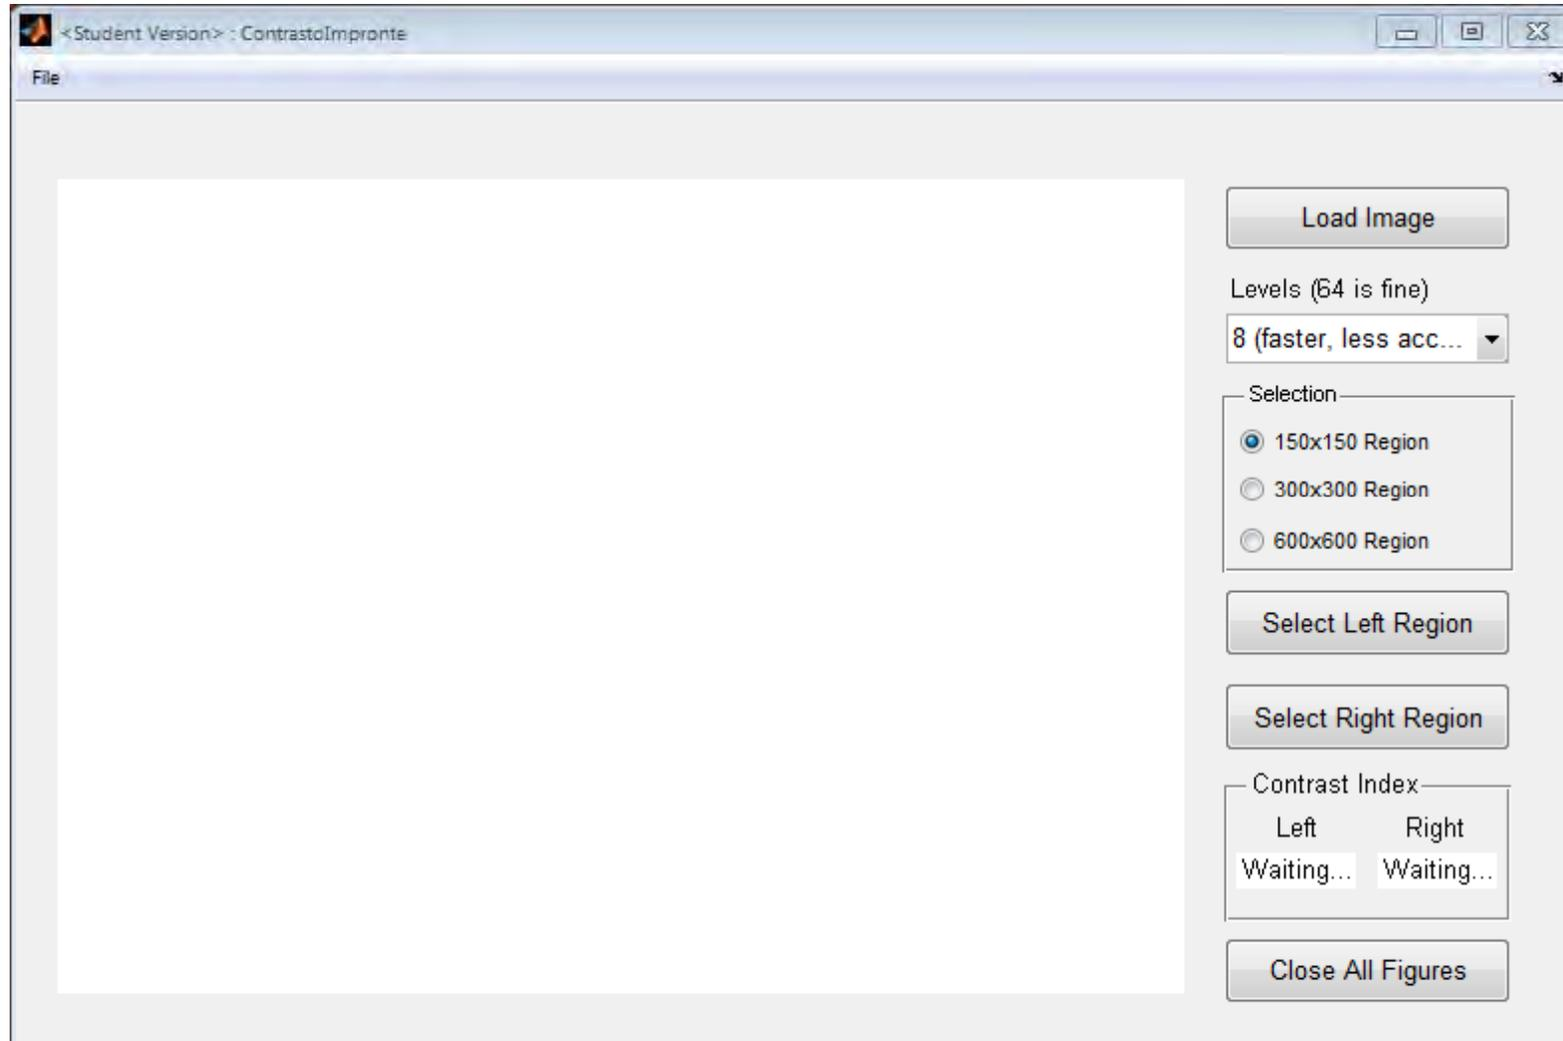 <Student Version> : ContrastoImpronte
File
Load Image
Levels (64 is fine)
8 (faster, less acc...
Selection
150x150 Region
300x300 Region
600x600 Region
Select Left Region
Select Right Region
Contrast Index
Left Right
Waiting... Waiting...
Close All Figures